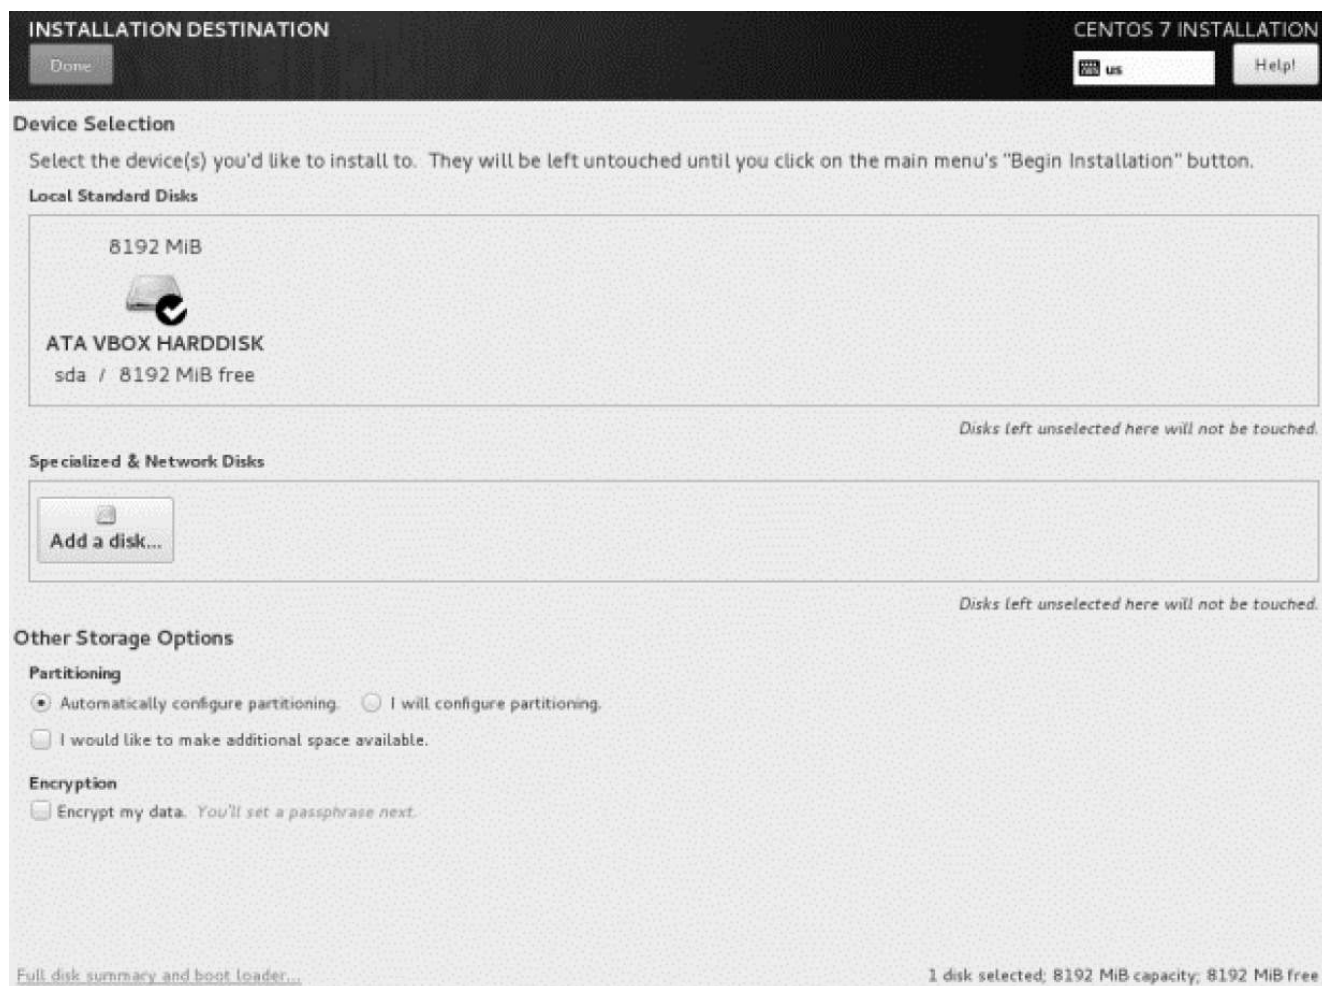 INSTALLATION DESTINATION
CENTOS 7 INSTALLATION
Done
us
Help!
Device Selection
Select the device(s) you'd like to install to. They will be left untouched until you click on the main menu's "Begin Installation" button.
Local Standard Disks
8192 MiB
ATA VBOX HARDDISK
sda / 8192 MiB free
Disks left unselected here will not be touched.
Specialized & Network Disks
Add a disk...
Disks left unselected here will not be touched.
Other Storage Options
Partitioning
Automatically configure partitioning. I will configure partitioning.
I would like to make additional space available.
Encryption
Encrypt my data. You'll set a passphrase next.
Full disk summary and boot loader...
1 disk selected; 8192 MiB capacity; 8192 MiB free